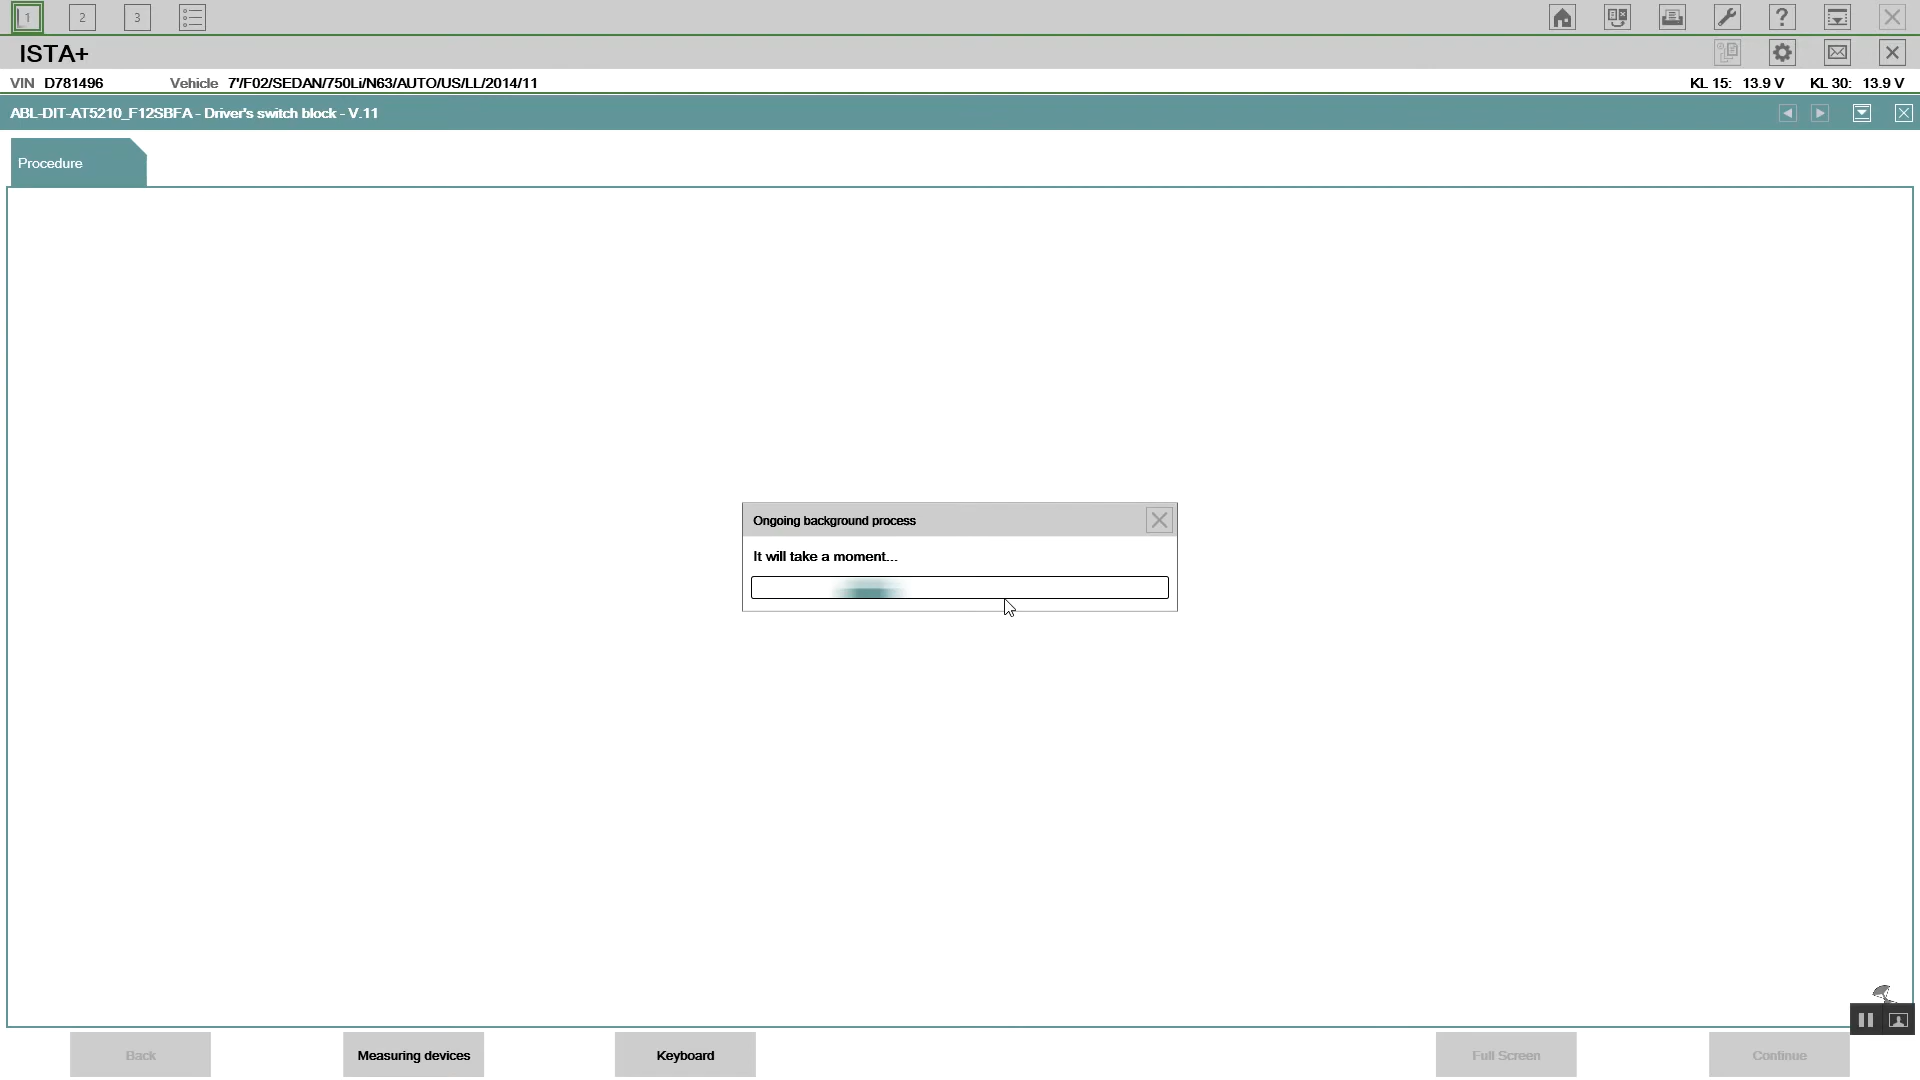 1 2 3
ISTA+
VIN D781496 Vehicle 7'/F02/SEDAN/750Li/N63/AUTO/US/LL/2014/11 KL 15: 13.9 V KL 30: 13.9 V
ABL-DIT-AT5210_F12SBFA - Driver's switch block - V.11
Procedure
Ongoing background process
It will take a moment...
Back Measuring devices Keyboard Full Screen Continue